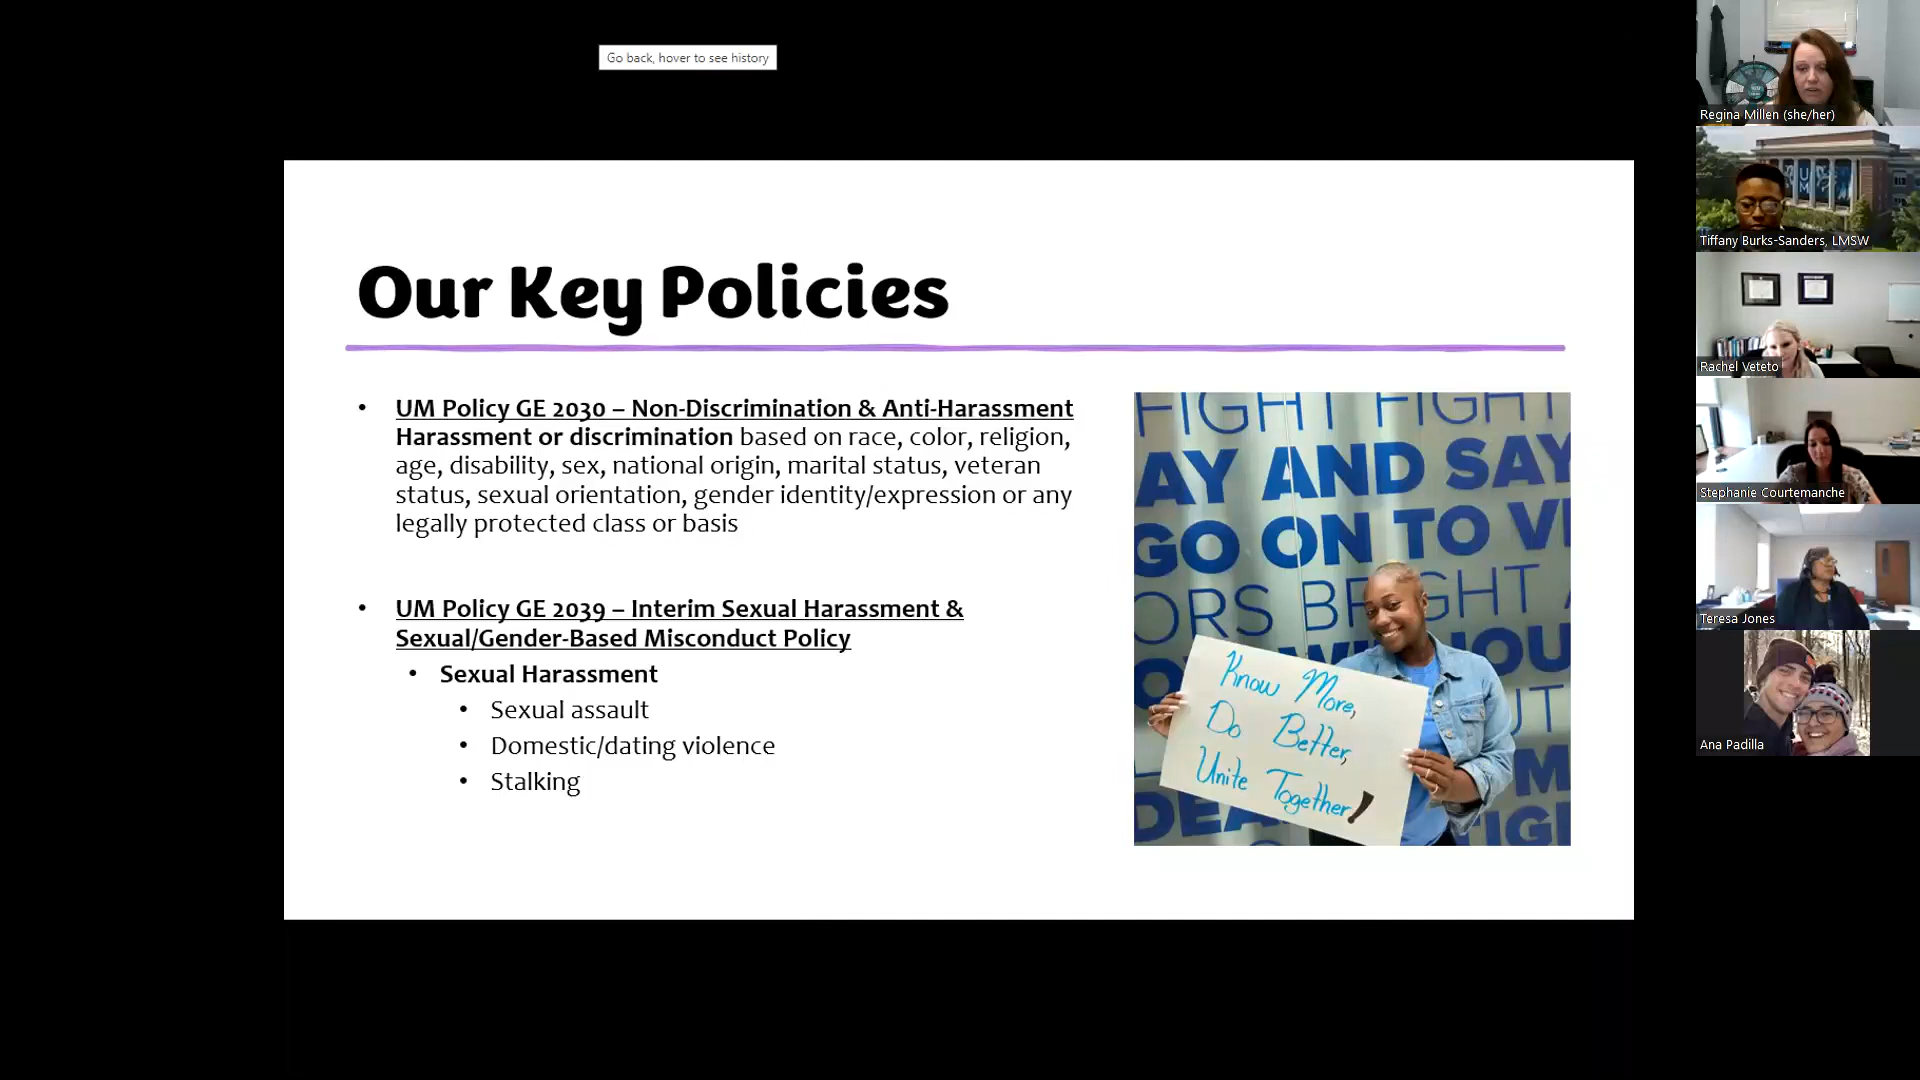 Go back, hover to see history
Our Key Policies
• UM Policy GE 2030 – Non-Discrimination & Anti-Harassment
Harassment or discrimination based on race, color, religion,
age, disability, sex, national origin, marital status, veteran
status, sexual orientation, gender identity/expression or any
legally protected class or basis
• UM Policy GE 2039 – Interim Sexual Harassment &
Sexual/Gender-Based Misconduct Policy
• Sexual Harassment
• Sexual assault
• Domestic/dating violence
• Stalking
FIGHT FIGHT
AY AND SAY
GO ON TO VI
ORS BRIGHT
Know More,
Do Better,
Unite Together!
Regina Millen (she/her)
UM
Tiffany Burks-Sanders, LMSW
Rachel Veteto
Stephanie Courtemanche
Teresa Jones
Ana Padilla